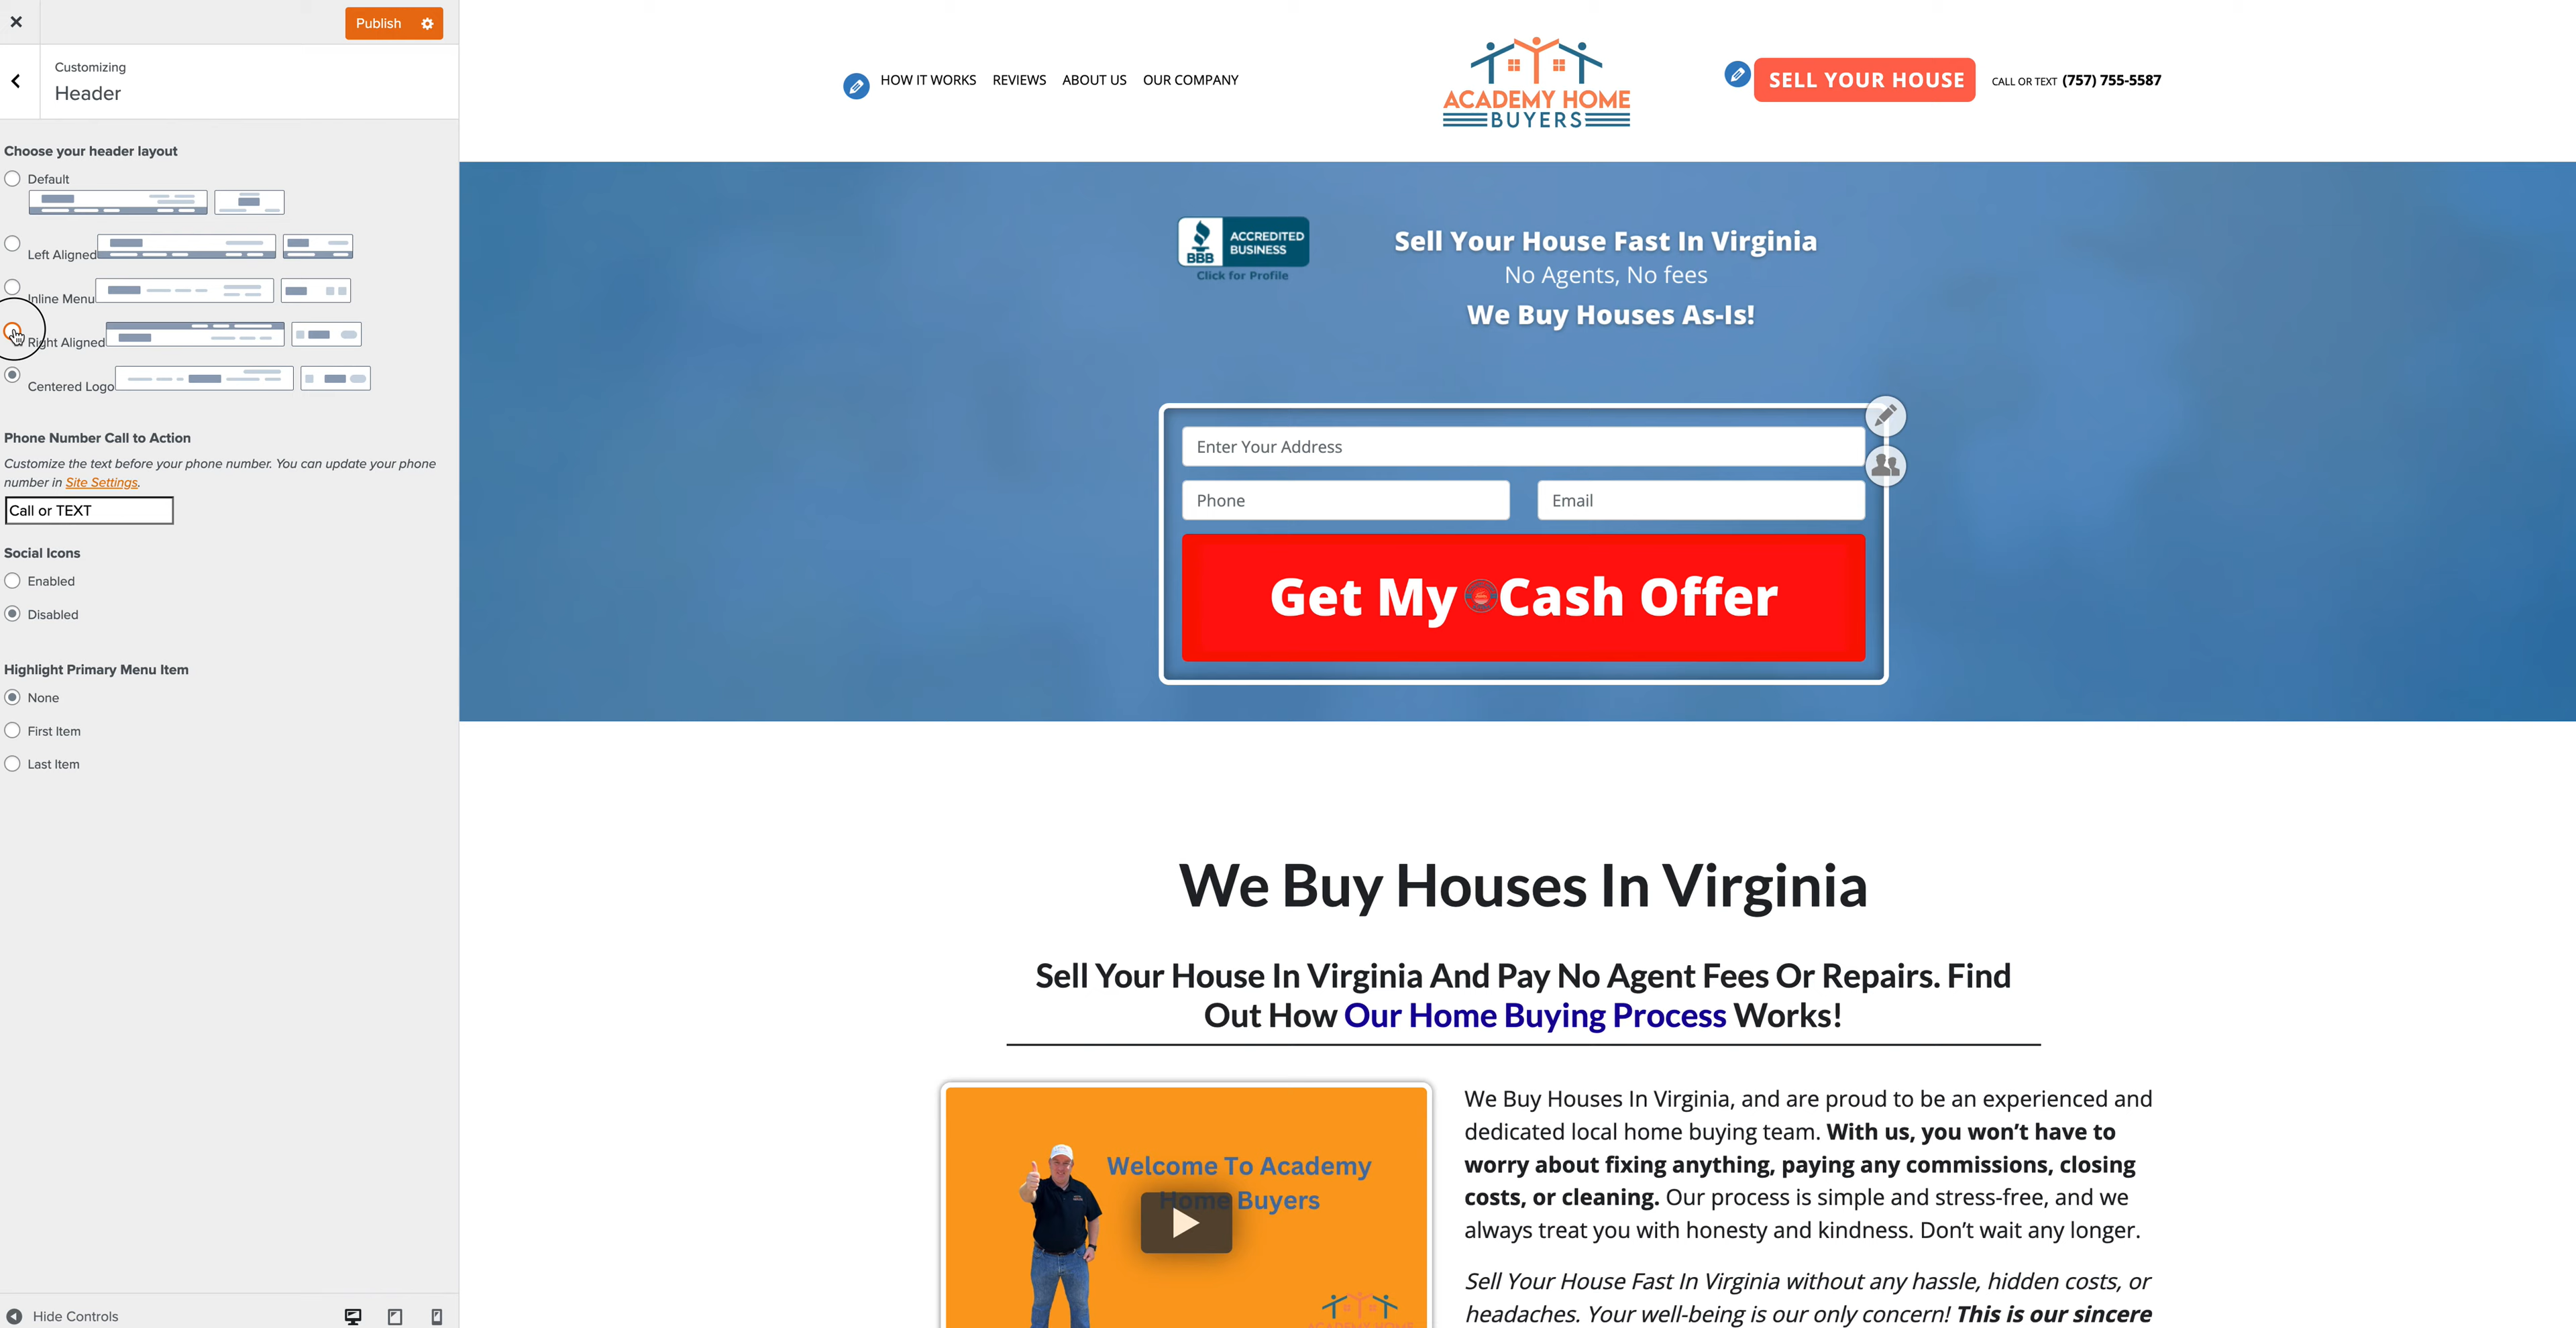 Publish
Customizing
Header
Choose your header layout
Default
Left Aligned
Inline Menu
Right Aligned
Centered Logo
Phone Number Call to Action
Customize the text before your phone number. You can update your phone
number in Site Settings.
Call or TEXT
Social Icons
Enabled
Disabled
Highlight Primary Menu Item
None
First Item
Last Item
Hide Controls
HOW IT WORKS REVIEWS ABOUT US OUR COMPANY
ACADEMY HOME
BUYERS
SELL YOUR HOUSE
CALL OR TEXT (757) 755-5587
BBB
ACCREDITED
BUSINESS
Click for Profile
Sell Your House Fast In Virginia
No Agents, No fees
We Buy Houses As-Is!
Enter Your Address
Phone
Email
Get My Cash Offer
We Buy Houses In Virginia
Sell Your House In Virginia And Pay No Agent Fees Or Repairs. Find
Out How Our Home Buying Process Works!
Welcome To Academy
Home Buyers
ACADEMY HOME
We Buy Houses In Virginia, and are proud to be an experienced and
dedicated local home buying team. With us, you won’t have to
worry about fixing anything, paying any commissions, closing
costs, or cleaning. Our process is simple and stress-free, and we
always treat you with honesty and kindness. Don’t wait any longer.
Sell Your House Fast In Virginia without any hassle, hidden costs, or
headaches. Your well-being is our only concern! This is our sincere